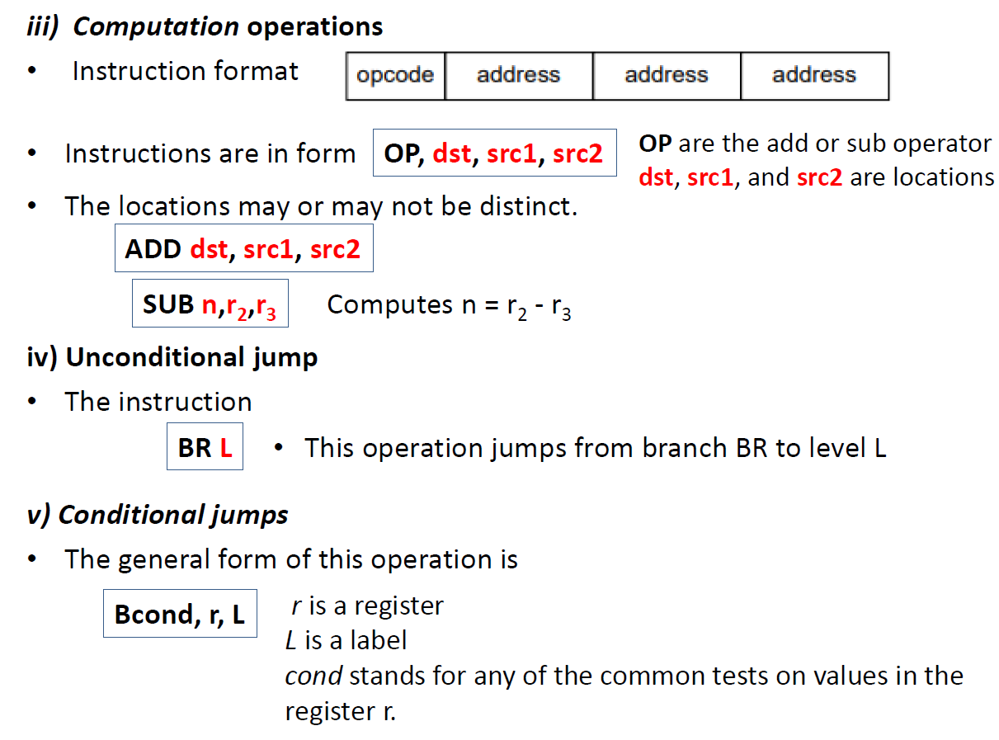 iii) Computation operations
• Instruction format
opcode address address address
• Instructions are in form OP, dst, src1, src2
OP are the add or sub operator
dst, src1, and src2 are locations
• The locations may or may not be distinct.
ADD dst, src1, src2
SUB n,r2,r3 Computes n = r2 - r3
iv) Unconditional jump
• The instruction
BR L • This operation jumps from branch BR to level L
v) Conditional jumps
• The general form of this operation is
Bcond, r, L
r is a register
L is a label
cond stands for any of the common tests on values in the
register r.